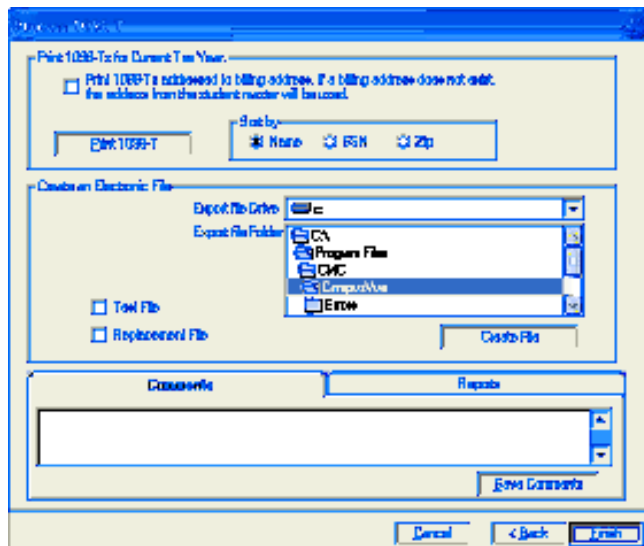 Print 1098-Ts for Current Tax Year.
Print 1098-Ts addressed to billing address. If a billing address does not exist,
the address from the student master will be used.
Sort by
Print 1098-T
Name SSN Zip
Create an Electronic File
Export File Drive c:
Export File Folder C:\
Program Files
CMC
CampusVue
Errors
Test File
Replacement File
Create File
Comments Reports
Save Comments
Cancel < Back Finish